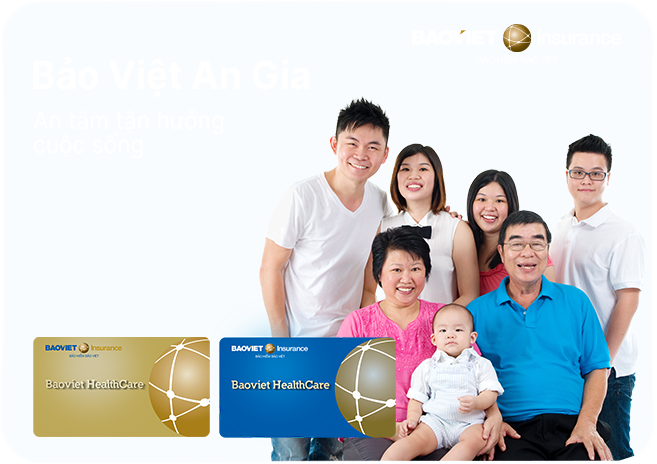 BAOVIET Insurance
BẢO HIỂM BẢO VIỆT
Bảo Việt An Gia
An tâm tận hưởng
cuộc sống
BAOVIET Insurance
BẢO HIỂM BẢO VIỆT
Baoviet HealthCare
BAOVIET Insurance
BẢO HIỂM BẢO VIỆT
Baoviet HealthCare